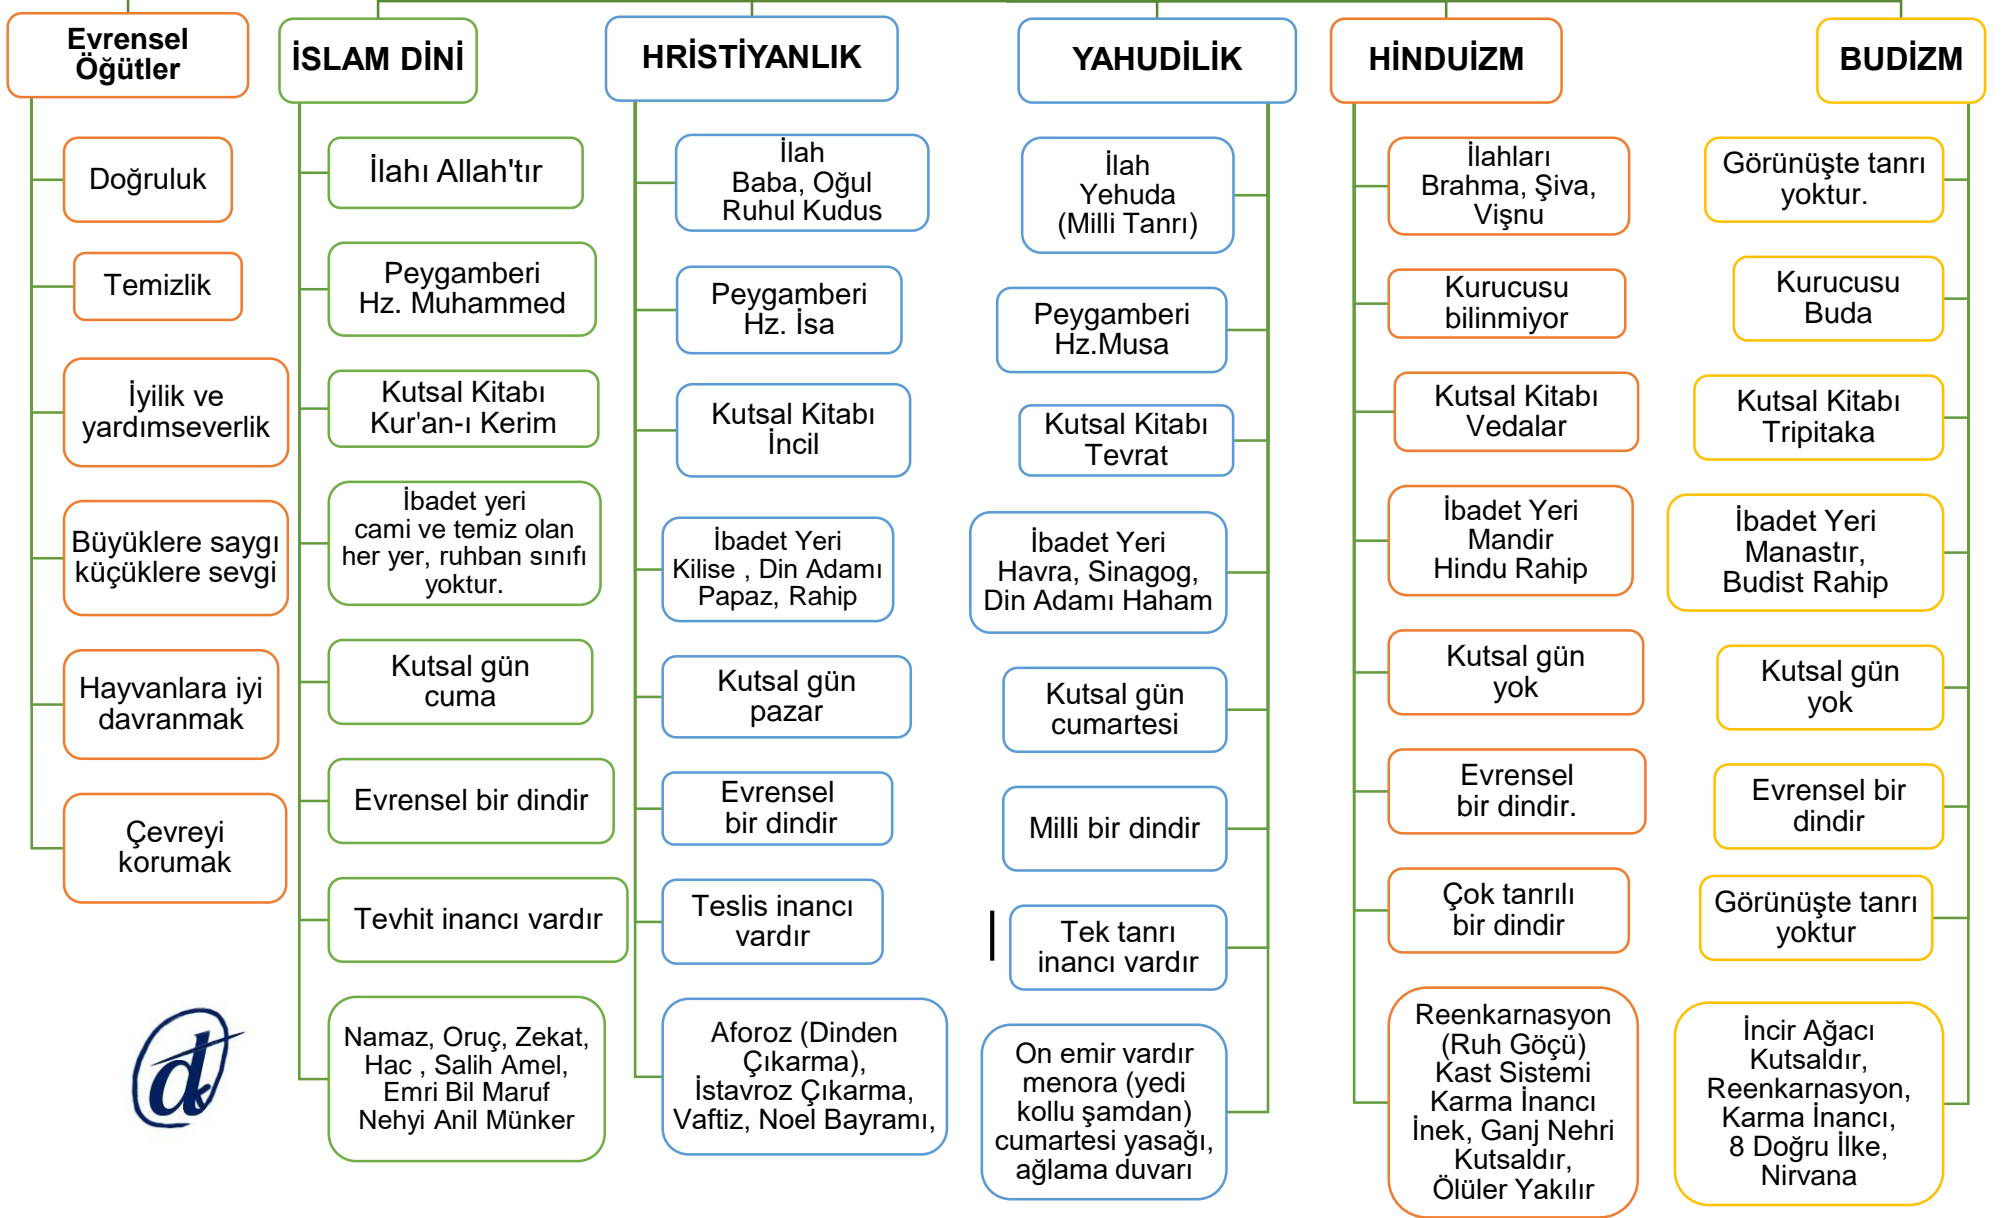 Evrensel
Öğütler
Doğruluk
Temizlik
İyilik ve
yardımseverlik
Büyüklere saygı
küçüklere sevgi
Hayvanlara iyi
davranmak
Çevreyi
korumak
İSLAM DİNİ
İlahı Allah'tır
Peygamberi
Hz. Muhammed
Kutsal Kitabı
Kur'an-ı Kerim
İbadet yeri
cami ve temiz olan
her yer, ruhban sınıfı
yoktur.
Kutsal gün
cuma
Evrensel bir dindir
Tevhit inancı vardır
Namaz, Oruç, Zekat,
Hac , Salih Amel,
Emri Bil Maruf
Nehyi Anil Münker
HRİSTİYANLIK
İlah
Baba, Oğul
Ruhul Kudus
Peygamberi
Hz. İsa
Kutsal Kitabı
İncil
İbadet Yeri
Kilise , Din Adamı
Papaz, Rahip
Kutsal gün
pazar
Evrensel
bir dindir
Teslis inancı
vardır
Aforoz (Dinden
Çıkarma),
İstavroz Çıkarma,
Vaftiz, Noel Bayramı,
YAHUDİLİK
İlah
Yehuda
(Milli Tanrı)
Peygamberi
Hz.Musa
Kutsal Kitabı
Tevrat
İbadet Yeri
Havra, Sinagog,
Din Adamı Haham
Kutsal gün
cumartesi
Milli bir dindir
Tek tanrı
inancı vardır
On emir vardır
menora (yedi
kollu şamdan)
cumartesi yasağı,
ağlama duvarı
HİNDUİZM
İlahları
Brahma, Şiva,
Vişnu
Kurucusu
bilinmiyor
Kutsal Kitabı
Vedalar
İbadet Yeri
Mandir
Hindu Rahip
Kutsal gün
yok
Evrensel
bir dindir.
Çok tanrılı
bir dindir
Reenkarnasyon
(Ruh Göçü)
Kast Sistemi
Karma İnancı
İnek, Ganj Nehri
Kutsaldır,
Ölüler Yakılır
BUDİZM
Görünüşte tanrı
yoktur.
Kurucusu
Buda
Kutsal Kitabı
Tripitaka
İbadet Yeri
Manastır,
Budist Rahip
Kutsal gün
yok
Evrensel bir
dindir
Görünüşte tanrı
yoktur
İncir Ağacı
Kutsaldır,
Reenkarnasyon,
Karma İnancı,
8 Doğru İlke,
Nirvana